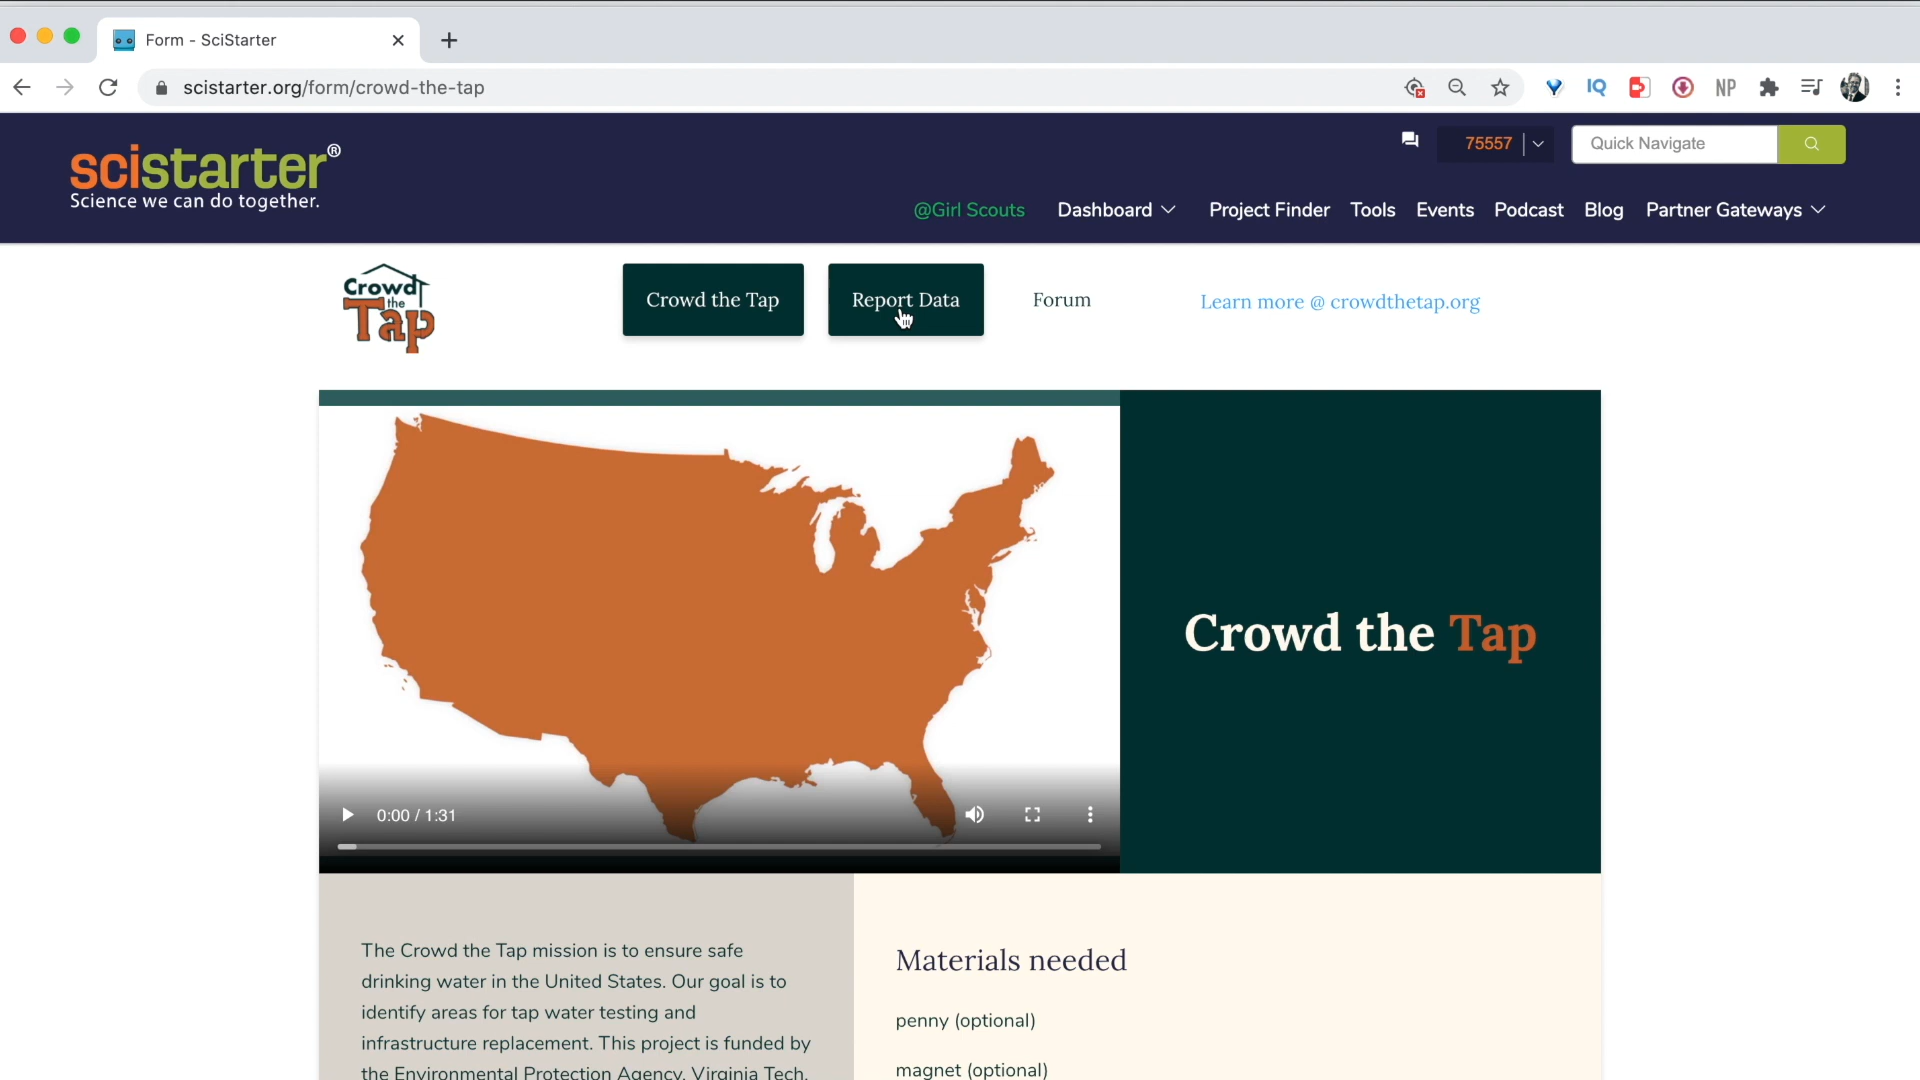 Form - SciStarter
scistarter.org/form/crowd-the-tap
IQ
NP
scistarter®
Science we can do together.
75557
Quick Navigate
@Girl Scouts
Dashboard
Project Finder
Tools
Events
Podcast
Blog
Partner Gateways
Crowd
the
Tap
Crowd the Tap
Report Data
Forum
Learn more @ crowdthetap.org
Crowd the Tap
0:00 / 1:31
The Crowd the Tap mission is to ensure safe
drinking water in the United States. Our goal is to
identify areas for tap water testing and
infrastructure replacement. This project is funded by
the Environmental Protection Agency, Virginia Tech,
Materials needed
penny (optional)
magnet (optional)